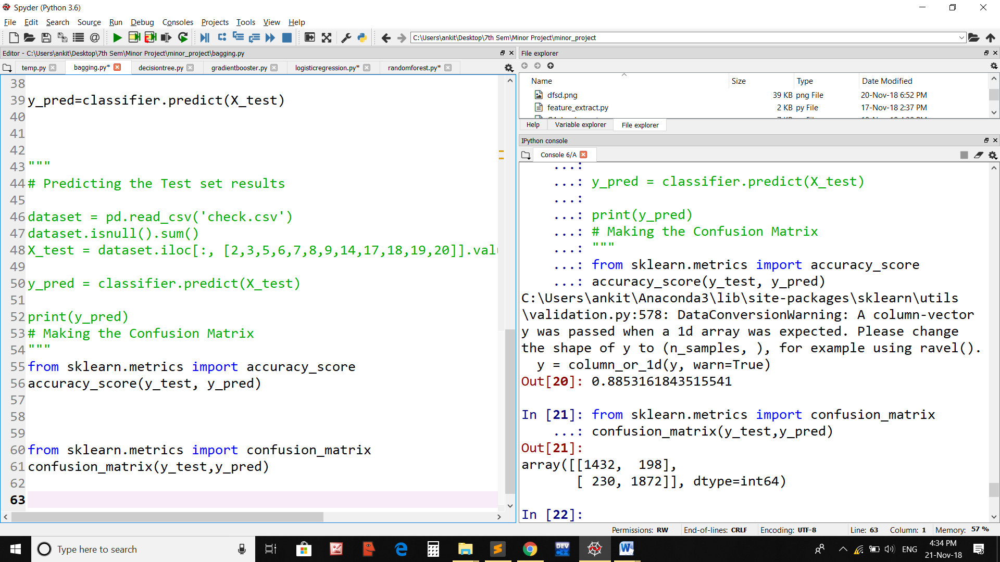 Spyder (Python 3.6)
File Edit Search Source Run Debug Consoles Projects Tools View Help
C:\Users\ankit\Desktop\7th Sem\Minor Project\minor_project
Editor - C:\Users\ankit\Desktop\7th Sem\Minor Project\minor_project\bagging.py
temp.py bagging.py* decisiontree.py gradientbooster.py logisticregression.py* randomforest.py*
38
39 y_pred=classifier.predict(X_test)
40
41
42
43 """
44 # Predicting the Test set results
45
46 dataset = pd.read_csv('check.csv')
47 dataset.isnull().sum()
48 X_test = dataset.iloc[:, [2,3,5,6,7,8,9,14,17,18,19,20]].val
49
50 y_pred = classifier.predict(X_test)
51
52 print(y_pred)
53 # Making the Confusion Matrix
54 """
55 from sklearn.metrics import accuracy_score
56 accuracy_score(y_test, y_pred)
57
58
59
60 from sklearn.metrics import confusion_matrix
61 confusion_matrix(y_test,y_pred)
62
63
File explorer
Name Size Type Date Modified
dfsd.png 39 KB png File 20-Nov-18 6:52 PM
feature_extract.py 2 KB py File 17-Nov-18 2:37 PM
Help Variable explorer File explorer
IPython console
Console 6/A
...:
...: y_pred = classifier.predict(X_test)
...:
...: print(y_pred)
...: # Making the Confusion Matrix
...: """
...: from sklearn.metrics import accuracy_score
...: accuracy_score(y_test, y_pred)
C:\Users\ankit\Anaconda3\lib\site-packages\sklearn\utils
\validation.py:578: DataConversionWarning: A column-vector
y was passed when a 1d array was expected. Please change
the shape of y to (n_samples, ), for example using ravel().
y = column_or_1d(y, warn=True)
Out[20]: 0.8853161843515541
In [21]: from sklearn.metrics import confusion_matrix
...: confusion_matrix(y_test,y_pred)
Out[21]:
array([[1432, 198],
[ 230, 1872]], dtype=int64)
In [22]:
Permissions: RW End-of-lines: CRLF Encoding: UTF-8 Line: 63 Column: 1 Memory: 57 %
Type here to search
DEV
ENG
4:34 PM
21-Nov-18